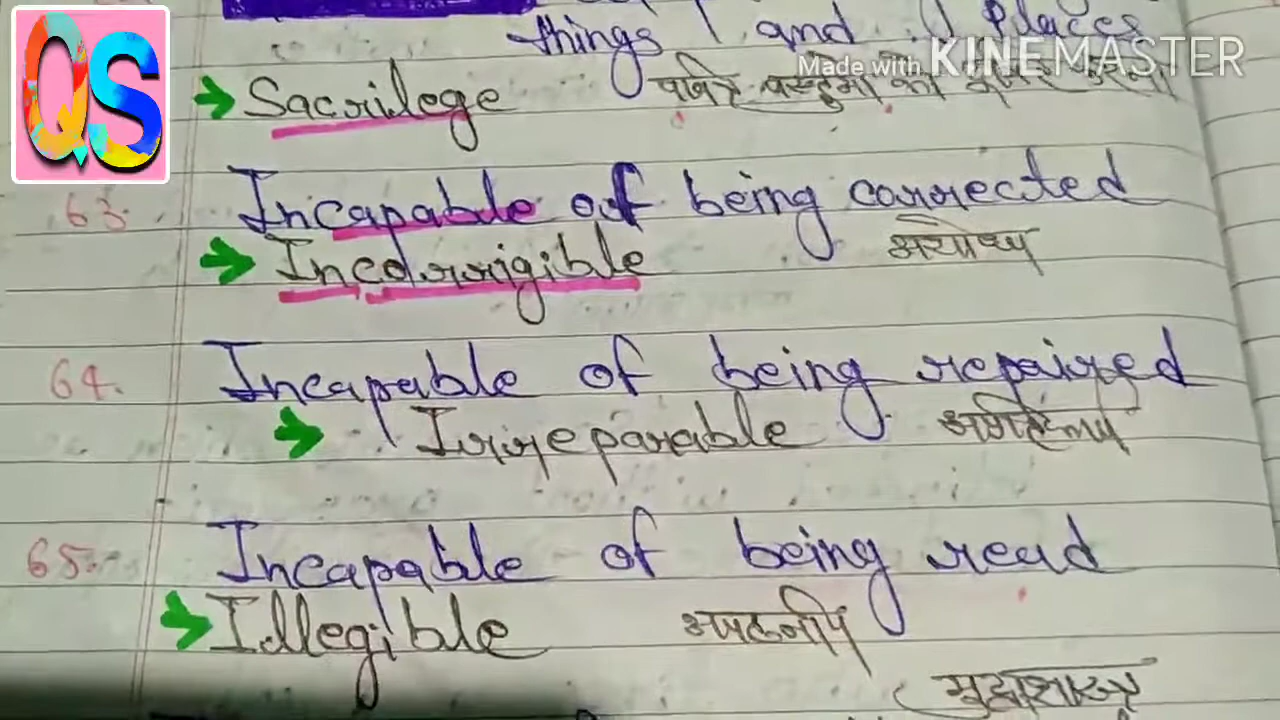 QS
things and places
Made with KINEMASTER
Sacrilege
63. Incapable of being corrected
Incorrigible अयोग्य
64. Incapable of being repaired
Irreparable
65. Incapable of being read
Illegible अपठनीय
मुद्राशास्त्र